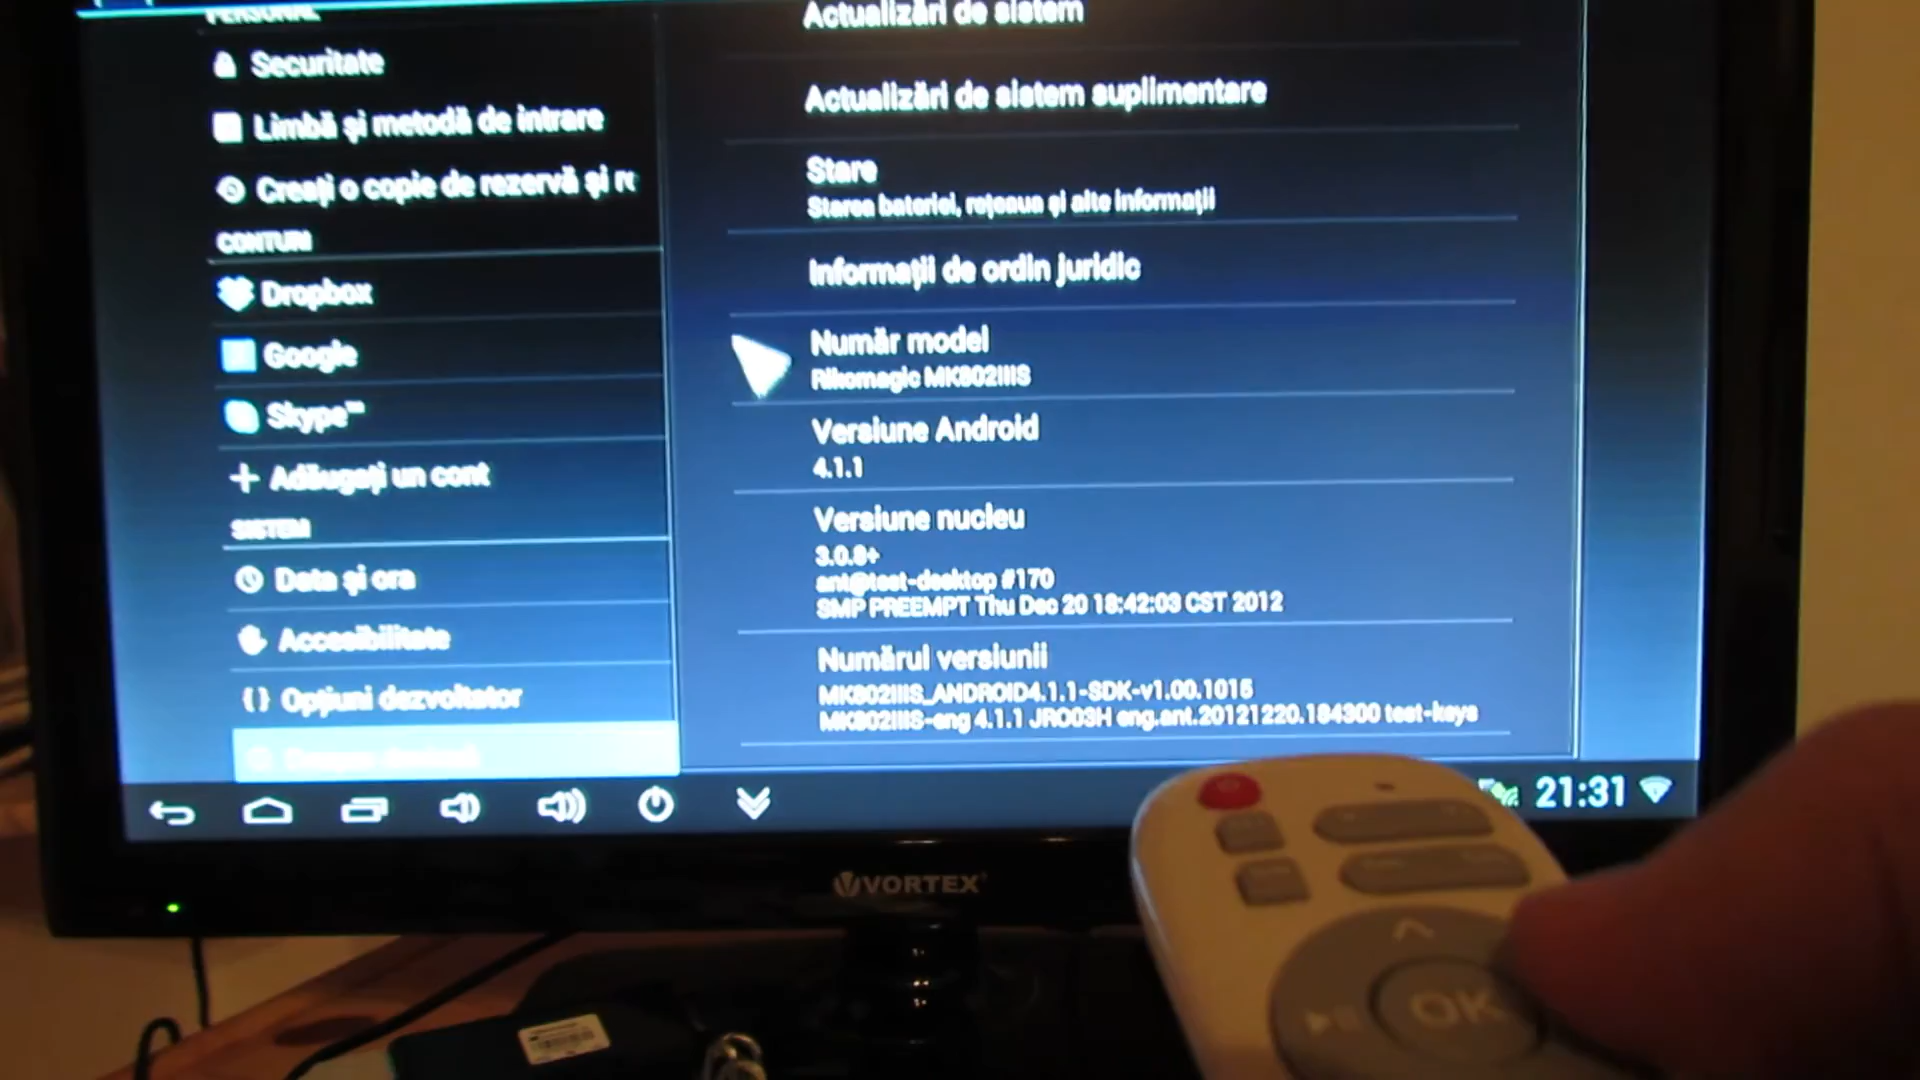 PERSONAL
Securitate
Limbă și metodă de intrare
Creați o copie de rezervă și re
CONTURI
Dropbox
Google
Skype™
Adăugați un cont
SISTEM
Data și ora
Accesibilitate
{} Opțiuni dezvoltator
Actualizări de sistem
Actualizări de sistem suplimentare
Stare
Starea bateriei, rețeaua și alte informații
Informații de ordin juridic
Număr model
Rikomagic MK802IIIS
Versiune Android
4.1.1
Versiune nucleu
3.0.8+
ant@test-desktop #170
SMP PREEMPT Thu Dec 20 18:42:03 CST 2012
Numărul versiunii
MK802IIIS_ANDROID4.1.1-SDK-v1.00.1015
MK802IIIS-eng 4.1.1 JRO03H eng.ant.20121220.184300 test-keys
21:31
VORTEX
OK